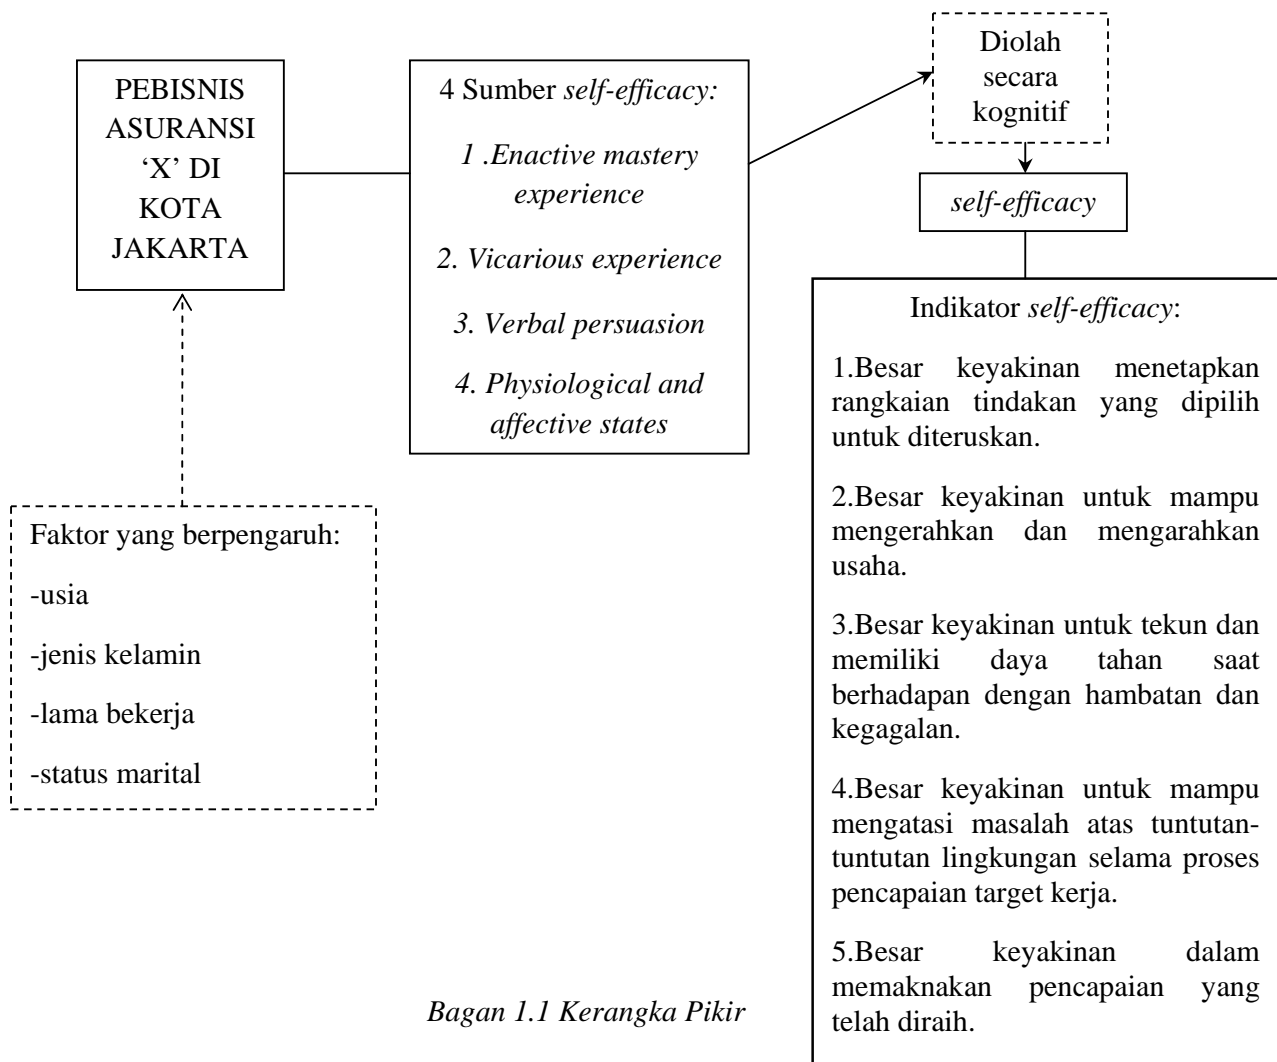 PEBISNIS
ASURANSI
‘X’ DI
KOTA
JAKARTA
4 Sumber self-efficacy:
1 .Enactive mastery
experience
2. Vicarious experience
3. Verbal persuasion
4. Physiological and
affective states
Diolah
secara
kognitif
self-efficacy
Indikator self-efficacy:
1.Besar keyakinan menetapkan
rangkaian tindakan yang dipilih
untuk diteruskan.
2.Besar keyakinan untuk mampu
mengerahkan dan mengarahkan
usaha.
3.Besar keyakinan untuk tekun dan
memiliki daya tahan saat
berhadapan dengan hambatan dan
kegagalan.
4.Besar keyakinan untuk mampu
mengatasi masalah atas tuntutan-
tuntutan lingkungan selama proses
pencapaian target kerja.
5.Besar keyakinan dalam
memaknakan pencapaian yang
telah diraih.
Faktor yang berpengaruh:
-usia
-jenis kelamin
-lama bekerja
-status marital
Bagan 1.1 Kerangka Pikir